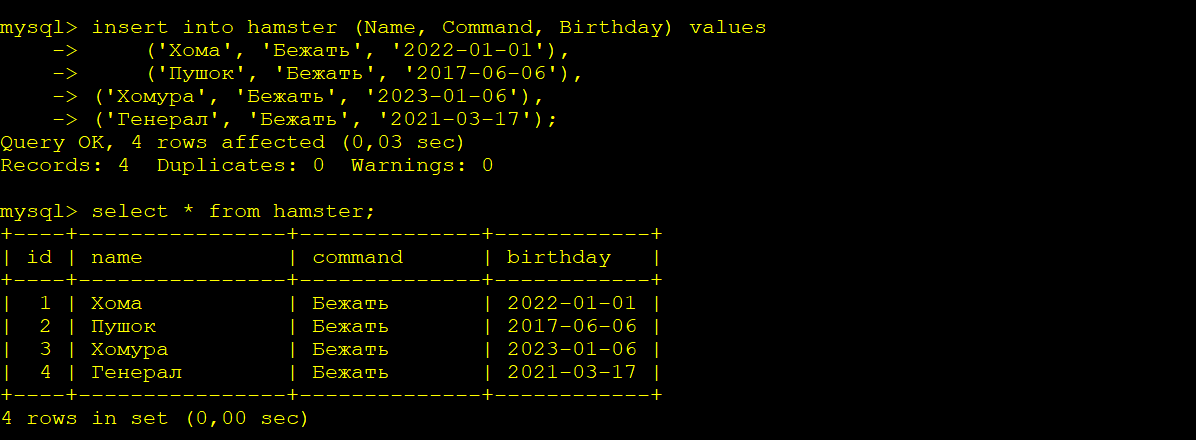 mysql> insert into hamster (Name, Command, Birthday) values
    ->     ('Хома', 'Бежать', '2022-01-01'),
    ->     ('Пушок', 'Бежать', '2017-06-06'),
    -> ('Хомура', 'Бежать', '2023-01-06'),
    -> ('Генерал', 'Бежать', '2021-03-17');
Query OK, 4 rows affected (0,03 sec)
Records: 4  Duplicates: 0  Warnings: 0

mysql> select * from hamster;
+----+----------------+--------------+------------+
| id | name           | command      | birthday   |
+----+----------------+--------------+------------+
|  1 | Хома           | Бежать       | 2022-01-01 |
|  2 | Пушок          | Бежать       | 2017-06-06 |
|  3 | Хомура         | Бежать       | 2023-01-06 |
|  4 | Генерал        | Бежать       | 2021-03-17 |
+----+----------------+--------------+------------+
4 rows in set (0,00 sec)